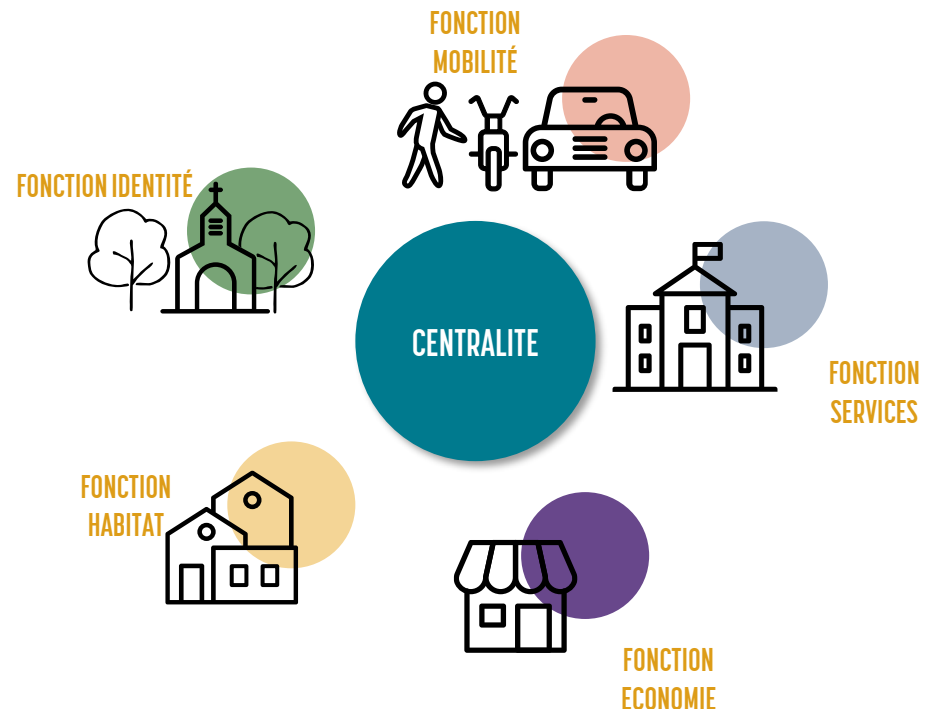 FONCTION
MOBILITÉ
FONCTION IDENTITÉ
CENTRALITE
FONCTION
SERVICES
FONCTION
HABITAT
FONCTION
ECONOMIE